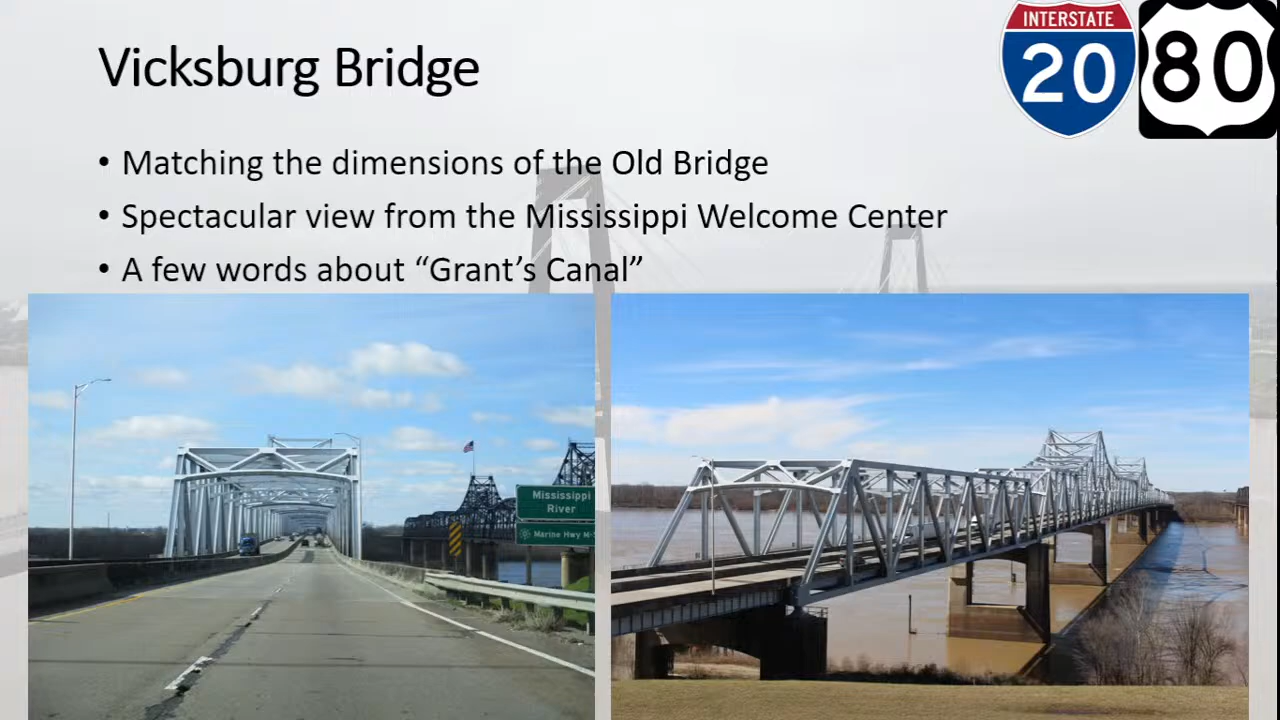 Vicksburg Bridge
INTERSTATE
20
80
• Matching the dimensions of the Old Bridge
• Spectacular view from the Mississippi Welcome Center
• A few words about “Grant’s Canal”
Mississippi
River
Marine Hwy